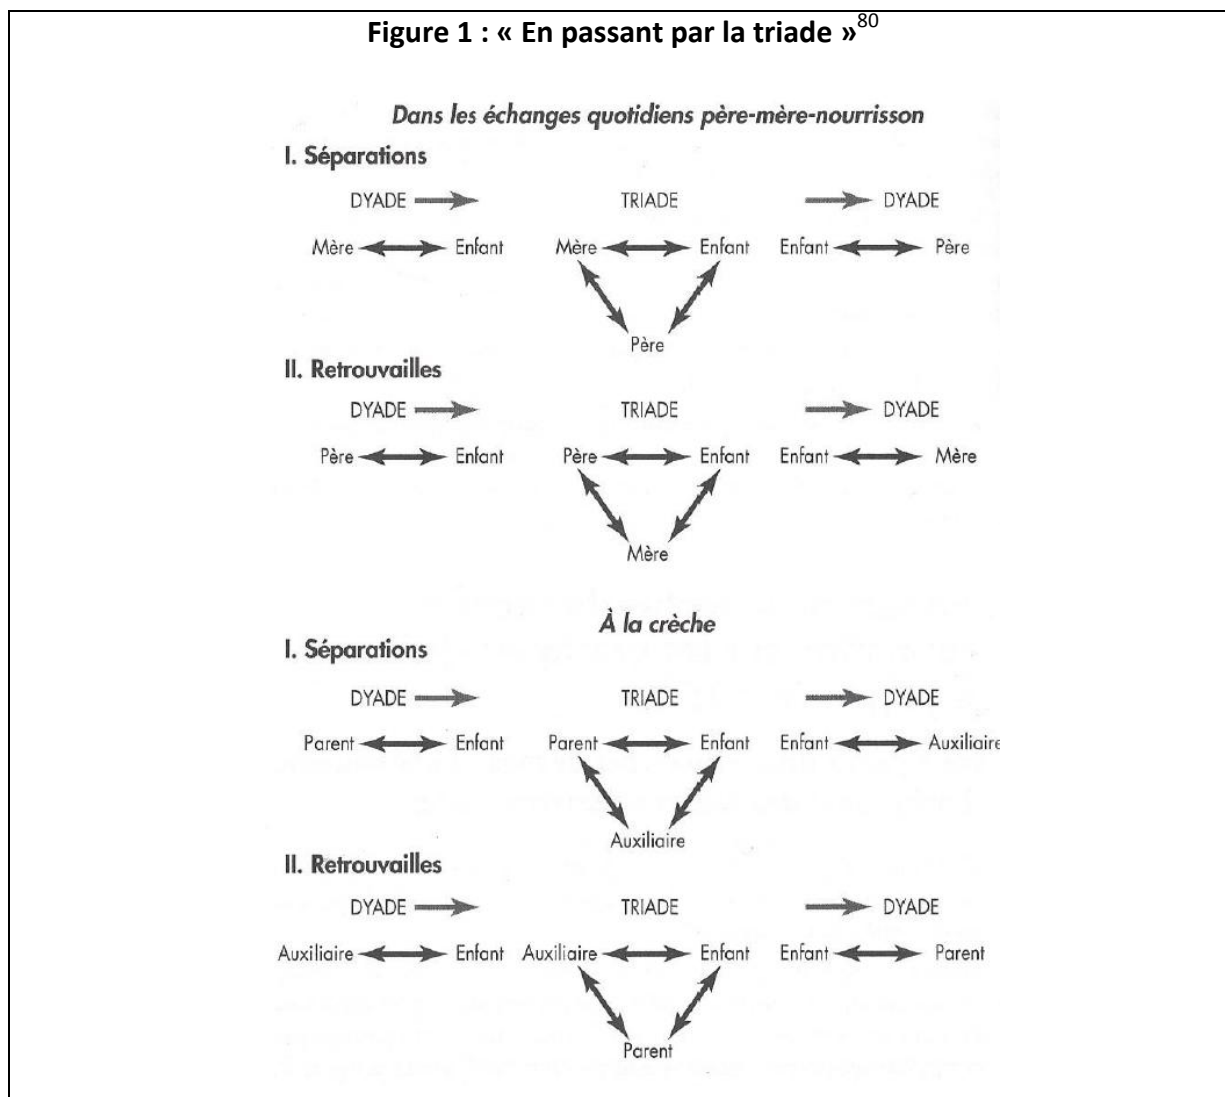 Figure 1 : « En passant par la triade »80
Dans les échanges quotidiens père-mère-nourrisson
I. Séparations
DYADE TRIADE DYADE
Mère Enfant Mère Enfant Enfant Père
Père
II. Retrouvailles
DYADE TRIADE DYADE
Père Enfant Père Enfant Enfant Mère
Mère
À la crèche
I. Séparations
DYADE TRIADE DYADE
Parent Enfant Parent Enfant Enfant Auxiliaire
Auxiliaire
II. Retrouvailles
DYADE TRIADE DYADE
Auxiliaire Enfant Auxiliaire Enfant Enfant Parent
Parent